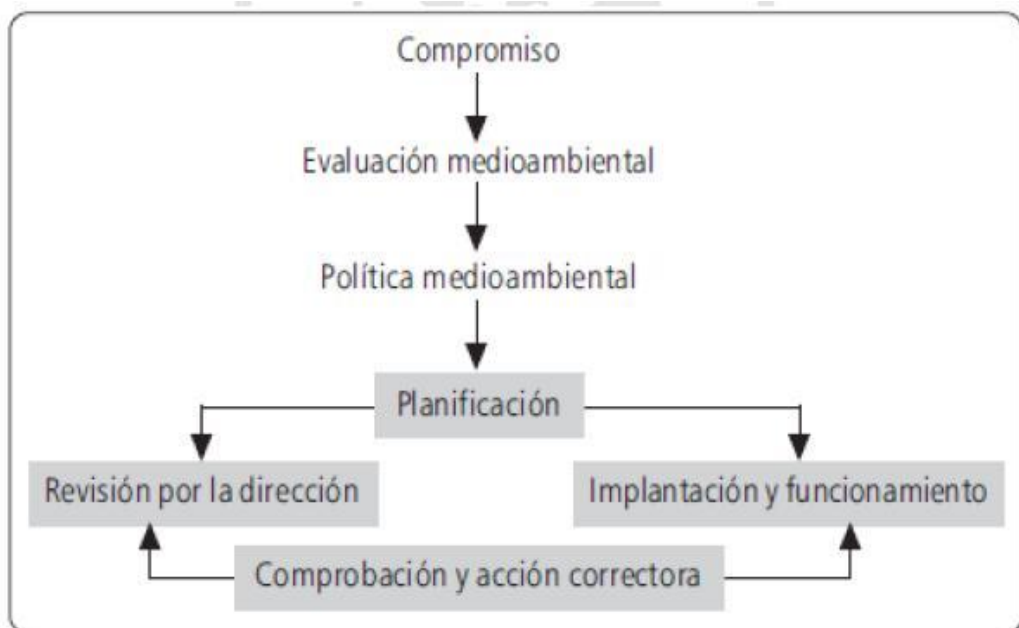 Compromiso
Evaluación medioambiental
Política medioambiental
Planificación
Revisión por la dirección
Implantación y funcionamiento
Comprobación y acción correctora